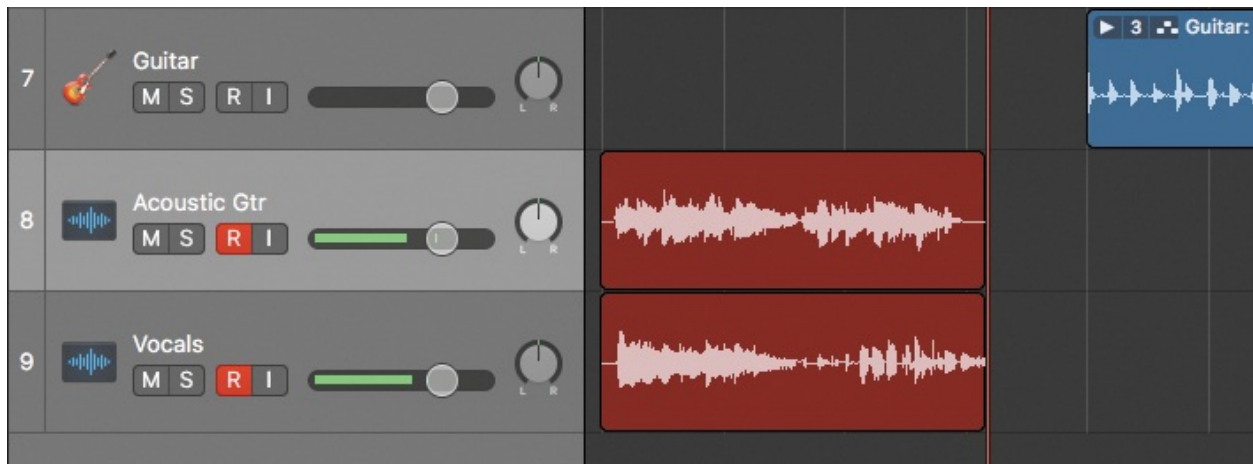 7 Guitar
M S R I
L R
3 Guitar:
8 Acoustic Gtr
M S R I
L R
9 Vocals
M S R I
L R